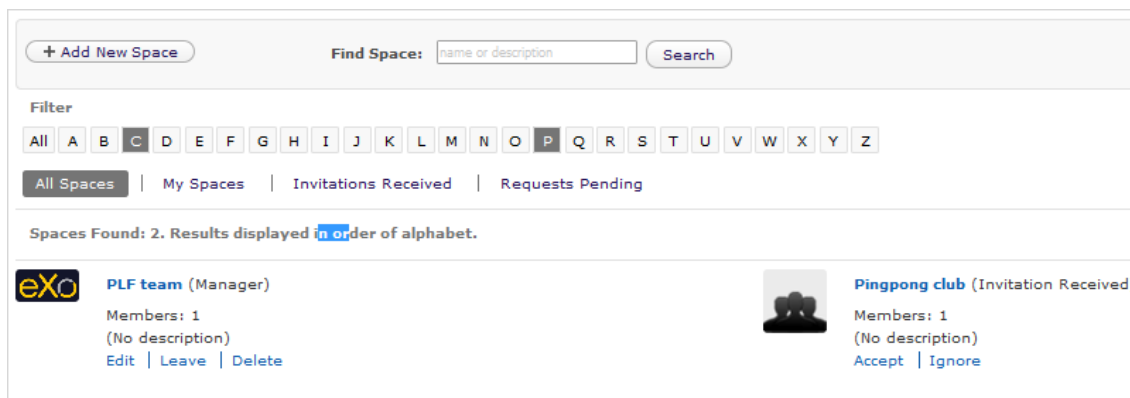 + Add New Space Find Space: name or description Search
Filter
All A B C D E F G H I J K L M N O P Q R S T U V W X Y Z
All Spaces | My Spaces | Invitations Received | Requests Pending
Spaces Found: 2. Results displayed in order of alphabet.
eXo PLF team (Manager)
Members: 1
(No description)
Edit | Leave | Delete
Pingpong club (Invitation Received
Members: 1
(No description)
Accept | Ignore